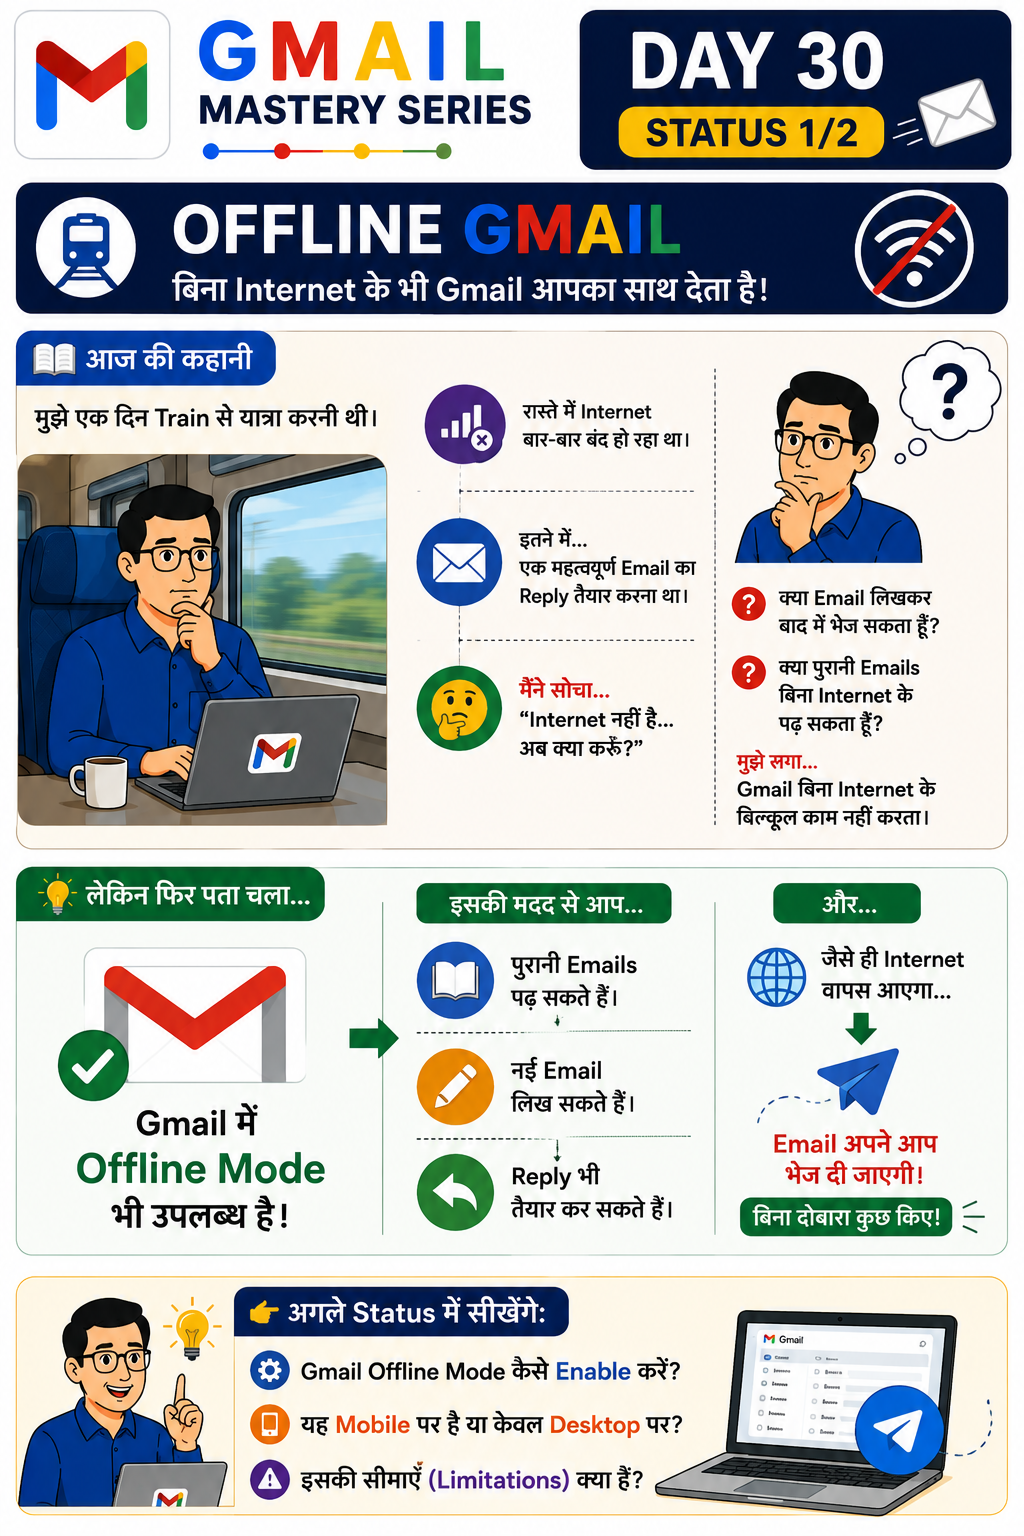 GMAIL
MASTERY SERIES
DAY 30
STATUS 1/2
OFFLINE GMAIL
बिना Internet के भी Gmail आपका साथ देता है!
आज की कहानी
मुझे एक दिन Train से यात्रा करनी थी।
रास्ते में Internet
बार-बार बंद हो रहा था।
इतने में...
एक महत्वपूर्ण Email का
Reply तैयार करना था।
मैंने सोचा...
“Internet नहीं है...
अब क्या करूँ?”
?
? क्या Email लिखकर
बाद में भेज सकता हूँ?
? क्या पुरानी Emails
बिना Internet के
पढ़ सकता हूँ?
मुझे लगा...
Gmail बिना Internet के
बिल्कूल काम नहीं करता।
लेकिन फिर पता चला...
Gmail में
Offline Mode
भी उपलब्ध है!
इसकी मदद से आप...
पुरानी Emails
पढ़ सकते हैं।
नई Email
लिख सकते हैं।
Reply भी
तैयार कर सकते हैं।
और...
जैसे ही Internet
वापस आएगा...
Email अपने आप
भेज दी जाएगी!
बिना दोबारा कुछ किए!
अगले Status में सीखेंगे:
Gmail Offline Mode कैसे Enable करें?
यह Mobile पर है या केवल Desktop पर?
इसकी सीमाएँ (Limitations) क्या हैं?
Gmail